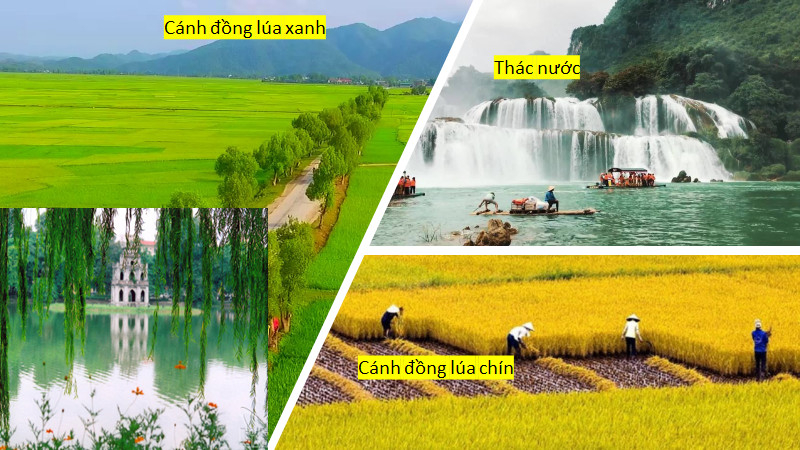 Cánh đồng lúa xanh
Thác nước
Cánh đồng lúa chín